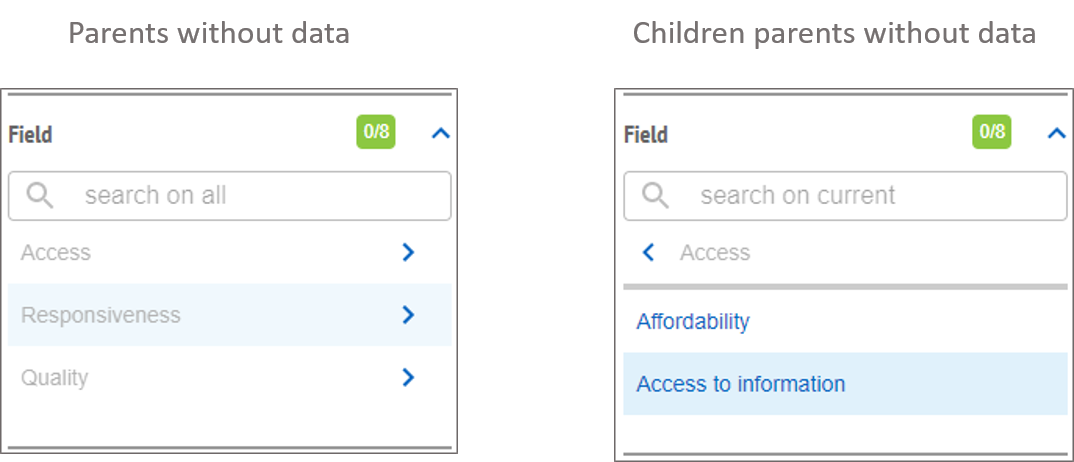 Parents without data
Field
0/8
search on all
Access
Responsiveness
Quality
Children parents without data
Field
0/8
search on current
Access
Affordability
Access to information